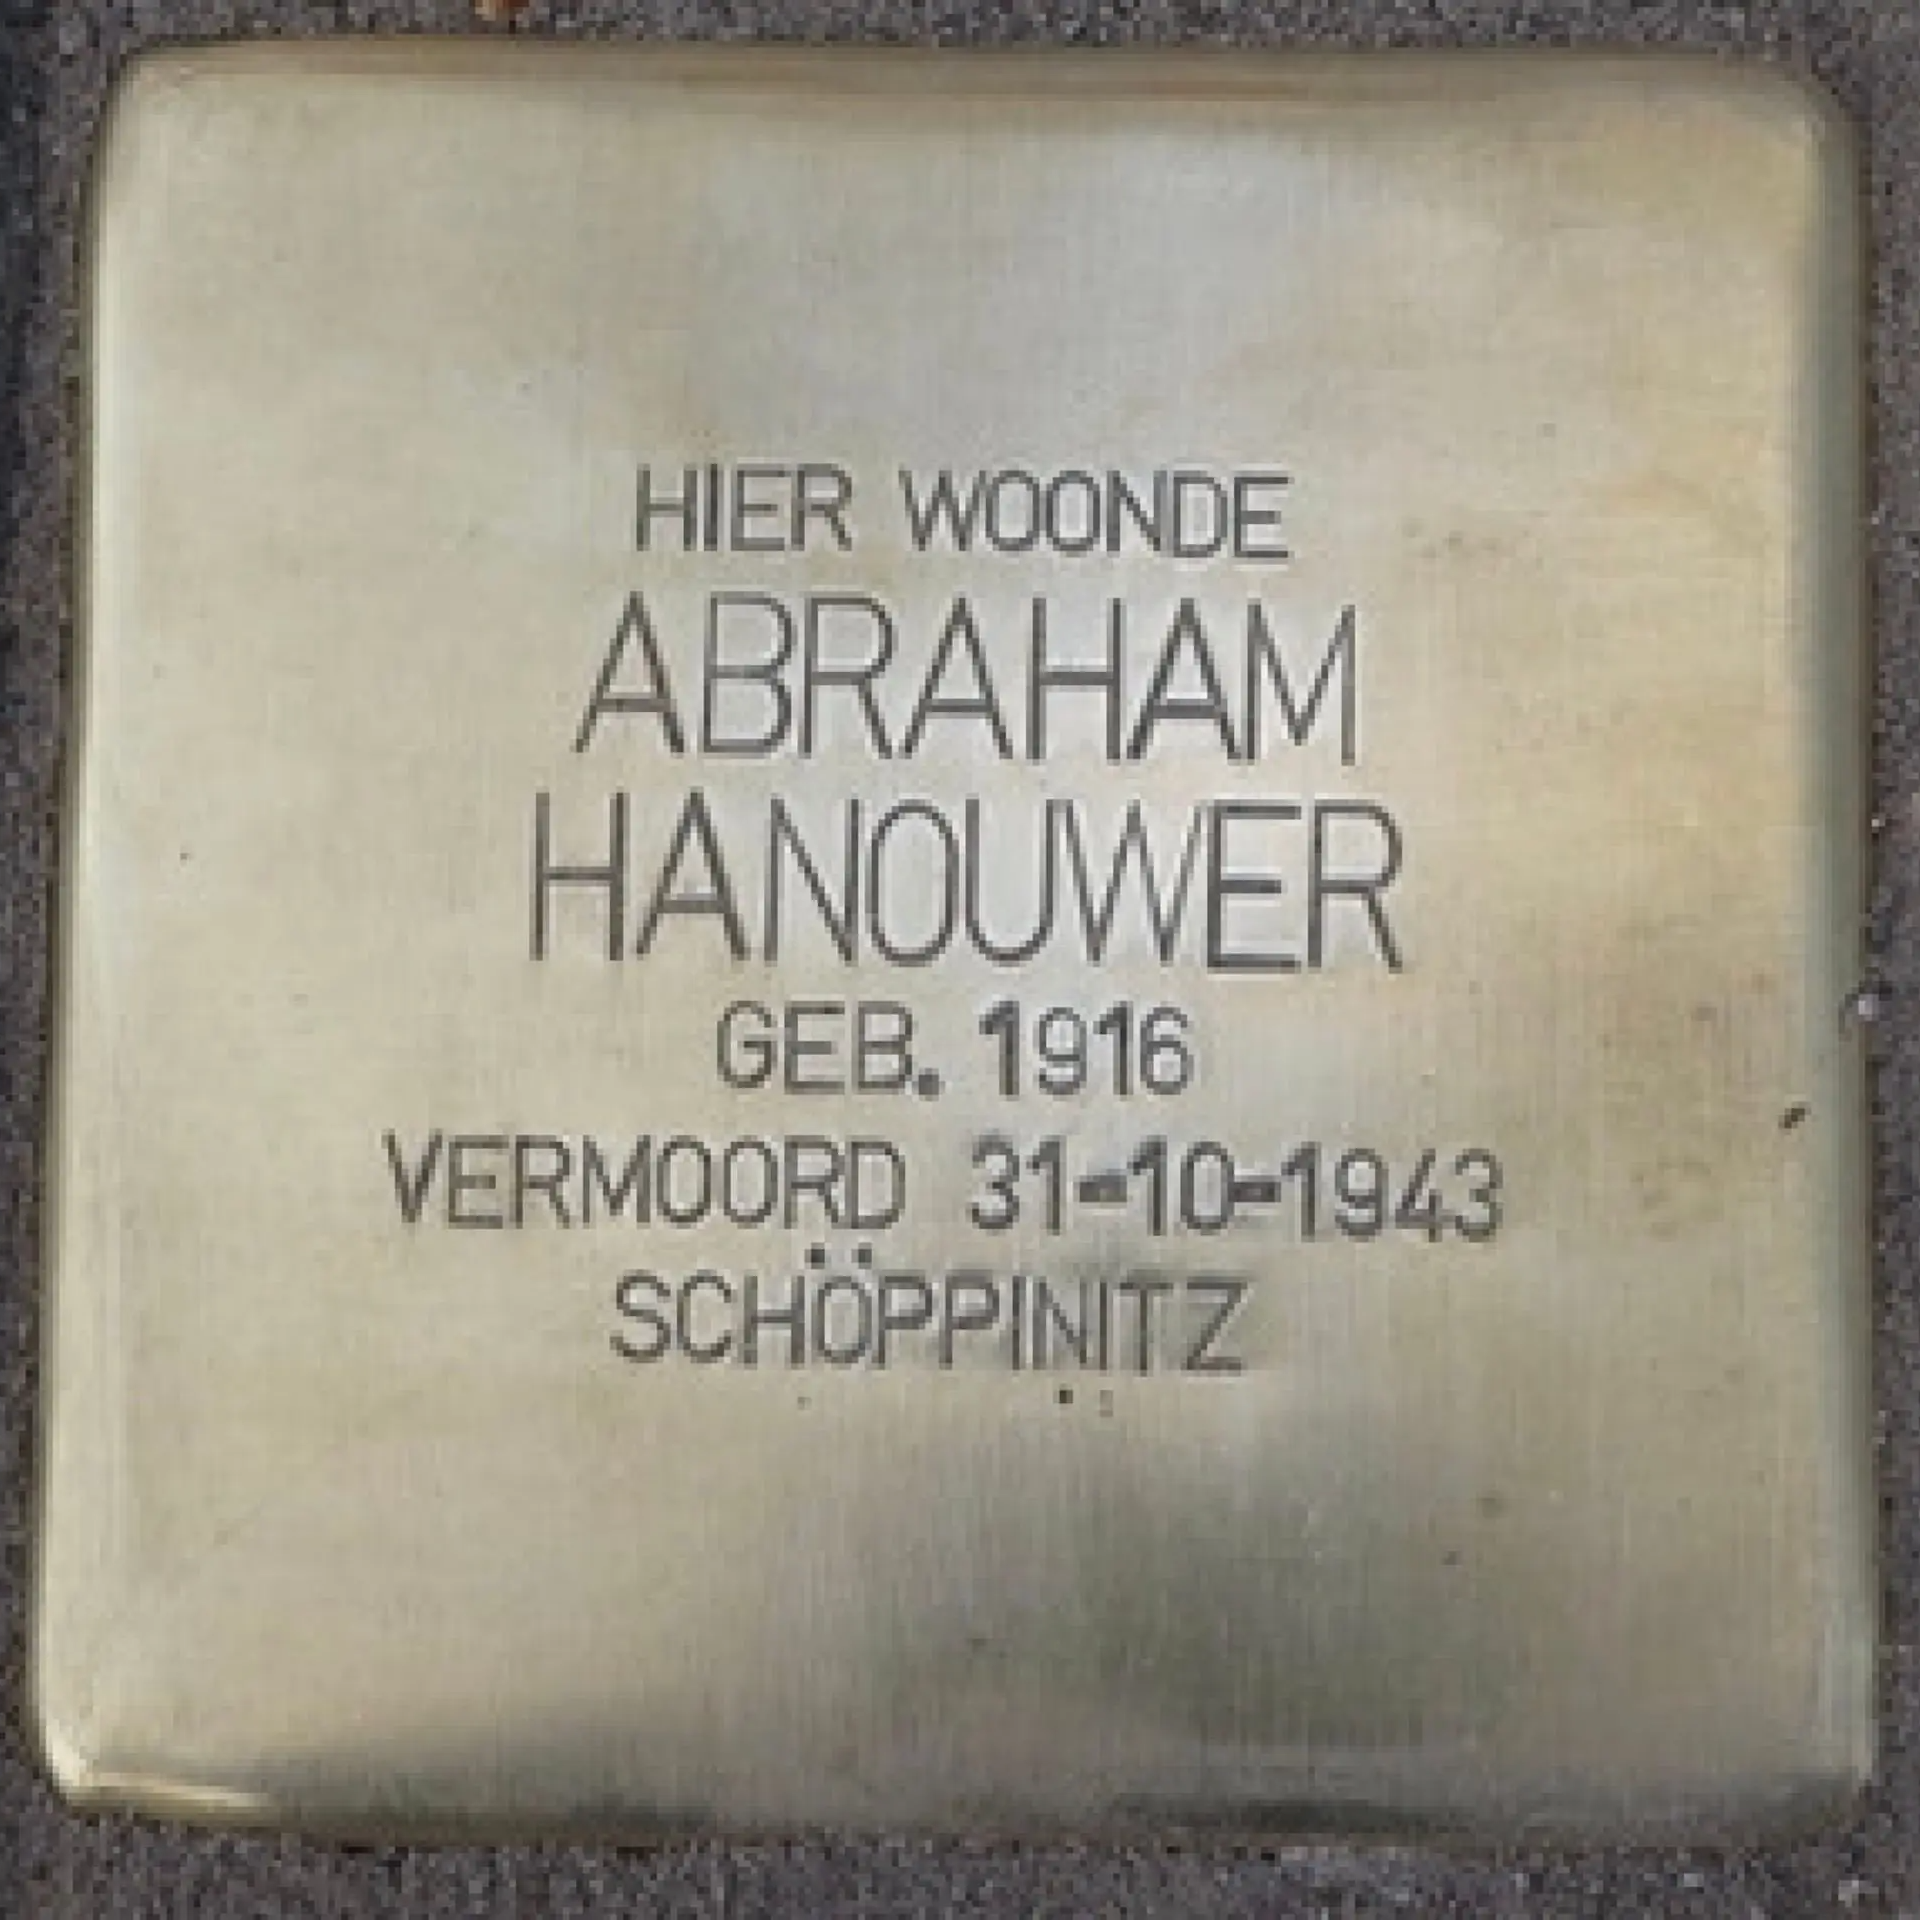 HIER WOONDE
ABRAHAM
HANOUWER
GEB. 1916
VERMOORD 31-10-1943
SCHÖPPINITZ